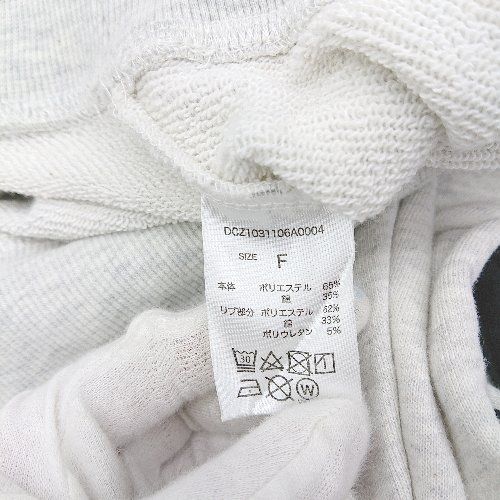 DCZ1031106A0004
SIZE F
本体 ポリエステル 65%
綿 35%
リブ部分 ポリエステル 62%
綿 33%
ポリウレタン 5%
30
W